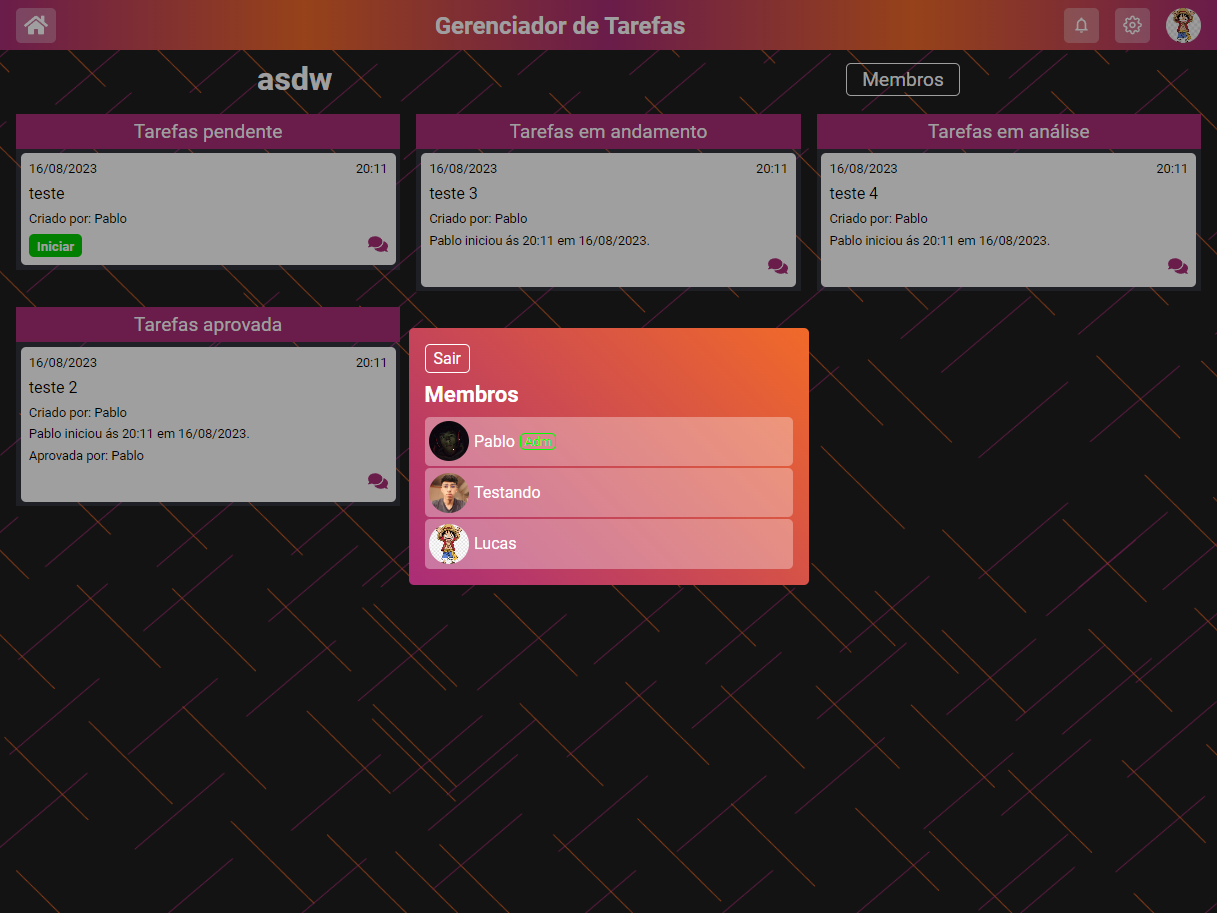 Gerenciador de Tarefas
asdw
Membros
Tarefas pendente
16/08/2023 20:11
teste
Criado por: Pablo
Iniciar
Tarefas em andamento
16/08/2023 20:11
teste 3
Criado por: Pablo
Pablo iniciou ás 20:11 em 16/08/2023.
Tarefas em análise
16/08/2023 20:11
teste 4
Criado por: Pablo
Pablo iniciou ás 20:11 em 16/08/2023.
Tarefas aprovada
16/08/2023 20:11
teste 2
Criado por: Pablo
Pablo iniciou ás 20:11 em 16/08/2023.
Aprovada por: Pablo
Sair
Membros
Pablo Adm
Testando
Lucas